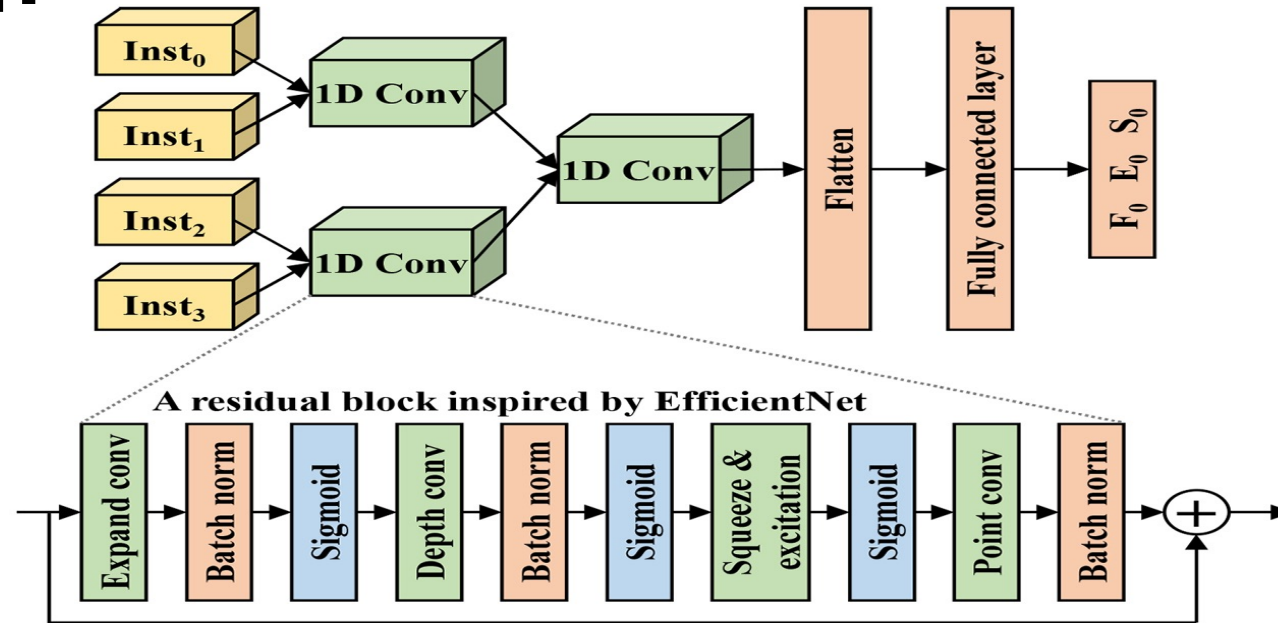 Inst₀
Inst₁
Inst₂
Inst₃
1D Conv
1D Conv
1D Conv
Flatten
Fully connected layer
F₀ E₀ S₀
A residual block inspired by EfficientNet
Expand conv
Batch norm
Sigmoid
Depth conv
Batch norm
Sigmoid
Squeeze &
excitation
Sigmoid
Point conv
Batch norm
+